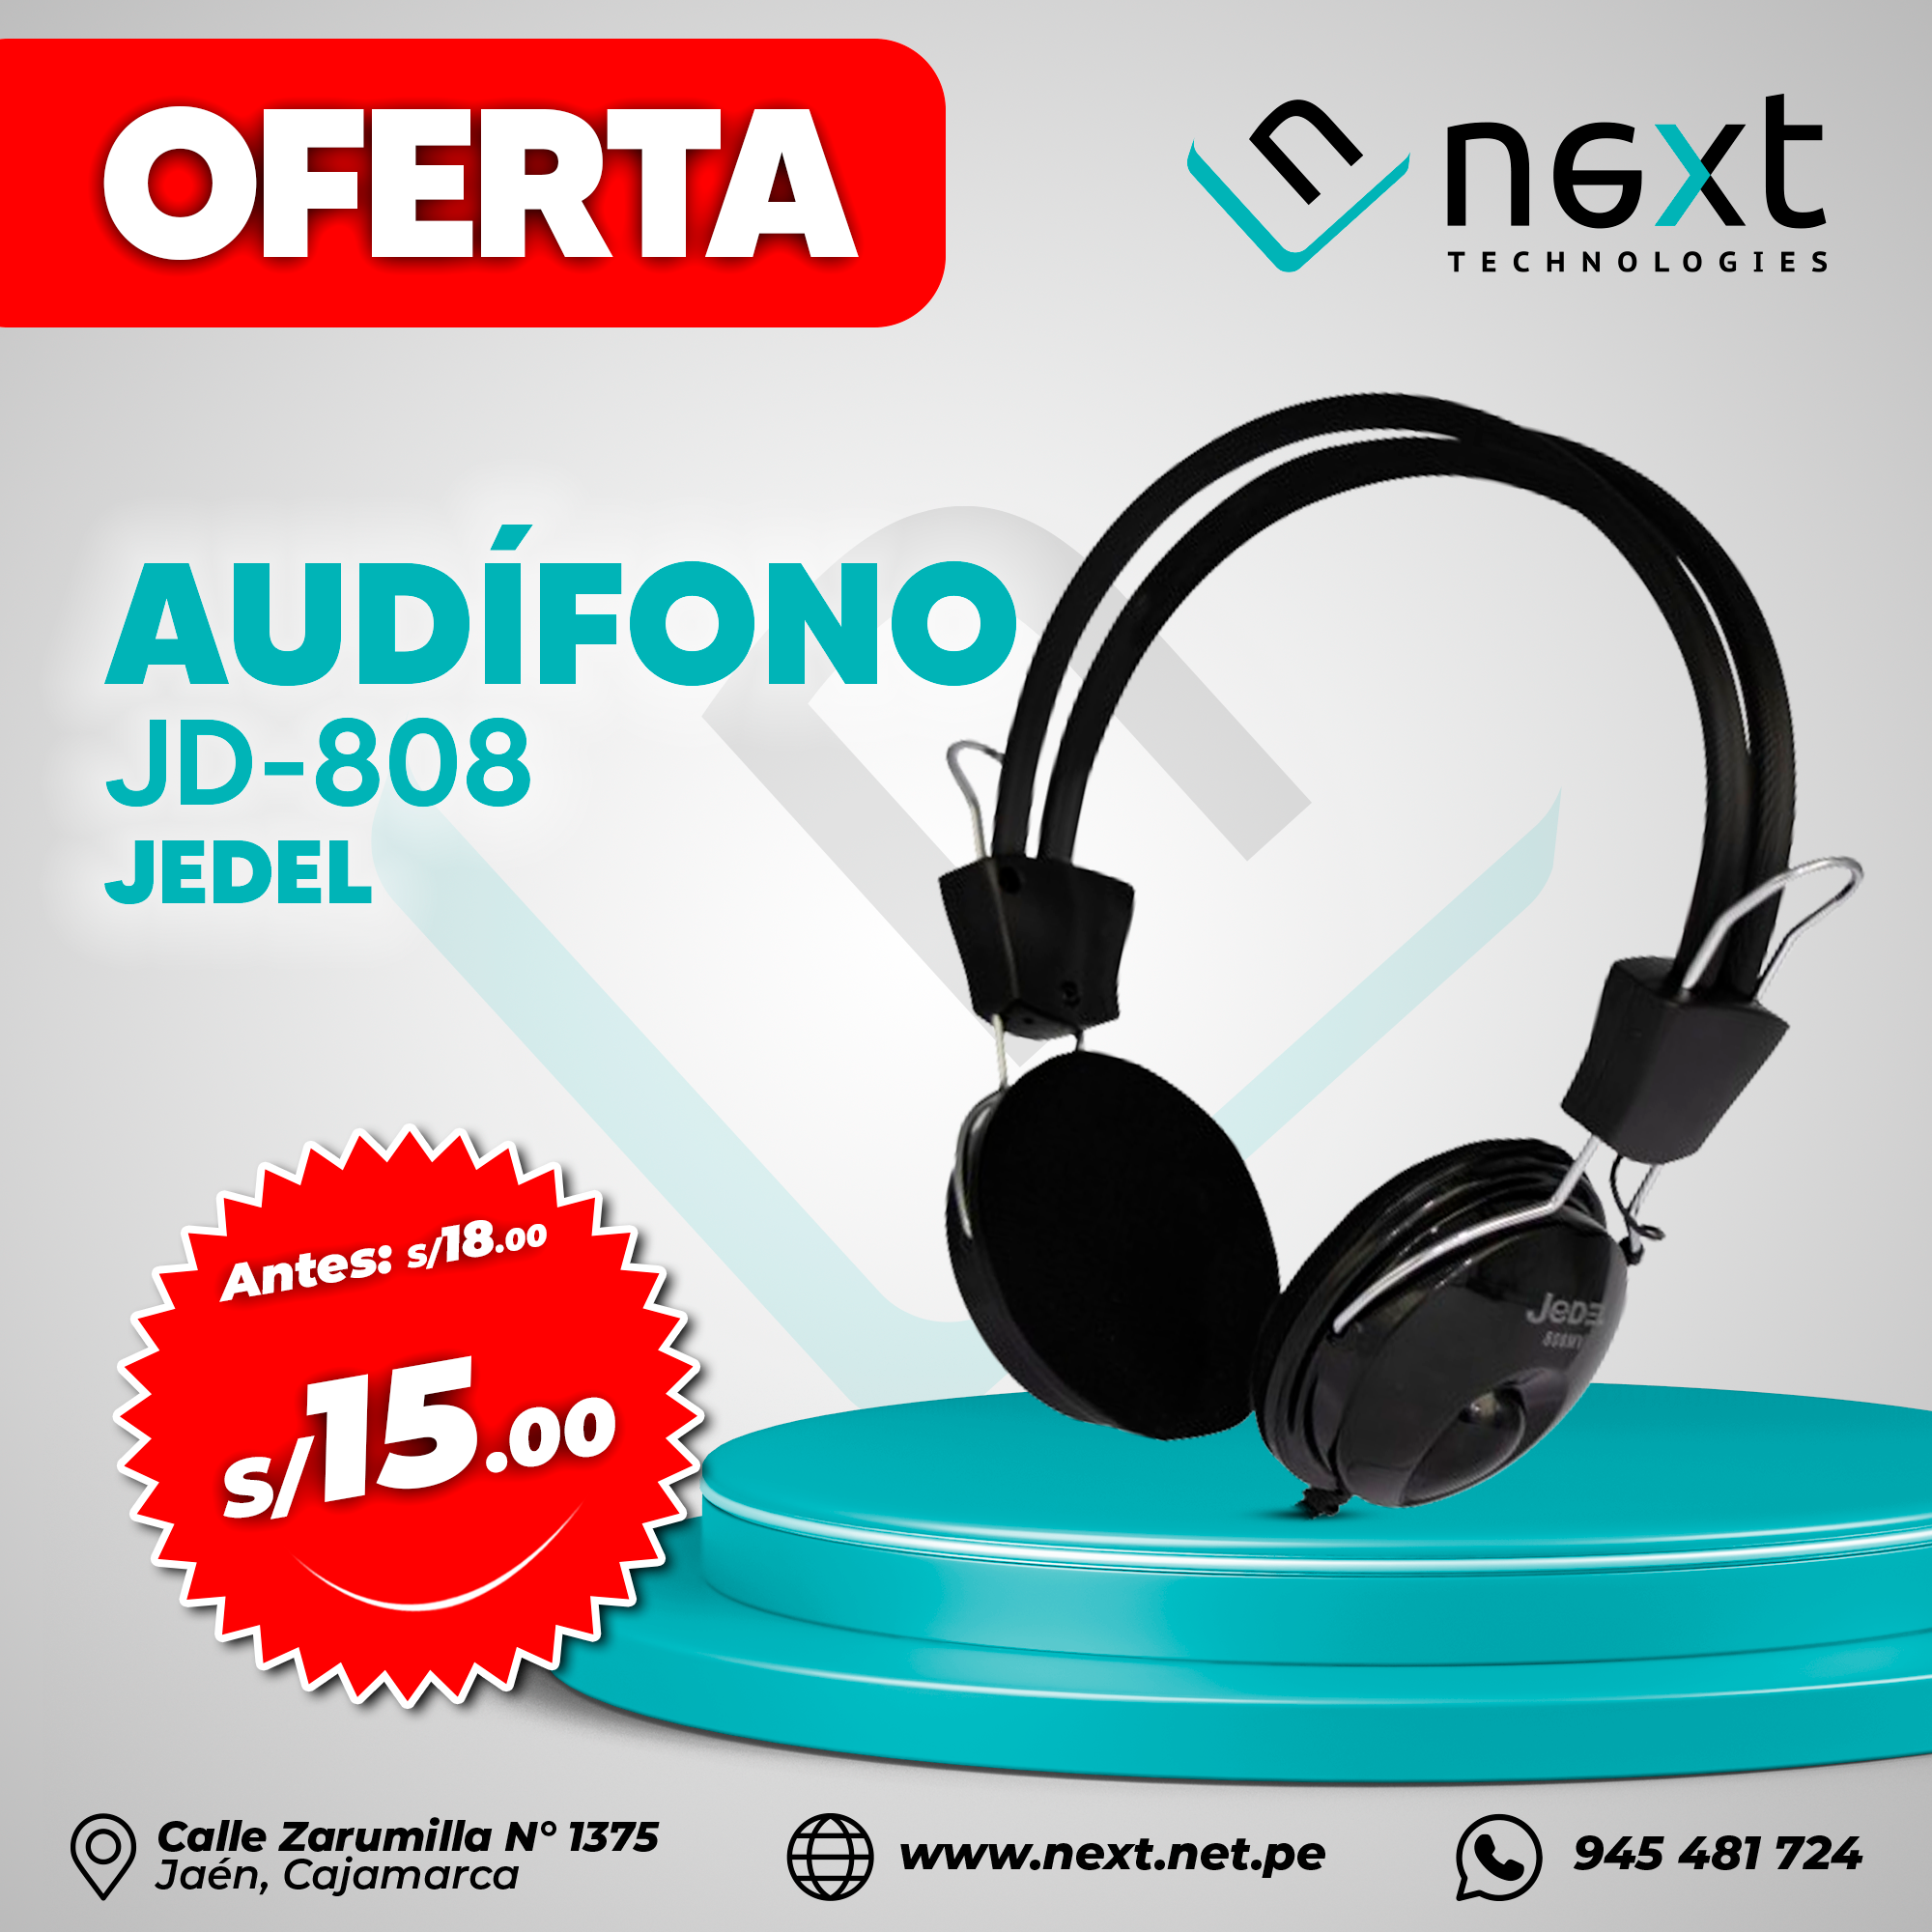 OFERTA
next
TECHNOLOGIES
AUDÍFONO
JD-808
JEDEL
Antes: s/18.00
s/15.00
JEDEL
Calle Zarumilla N° 1375
Jaén, Cajamarca
www.next.net.pe
945 481 724